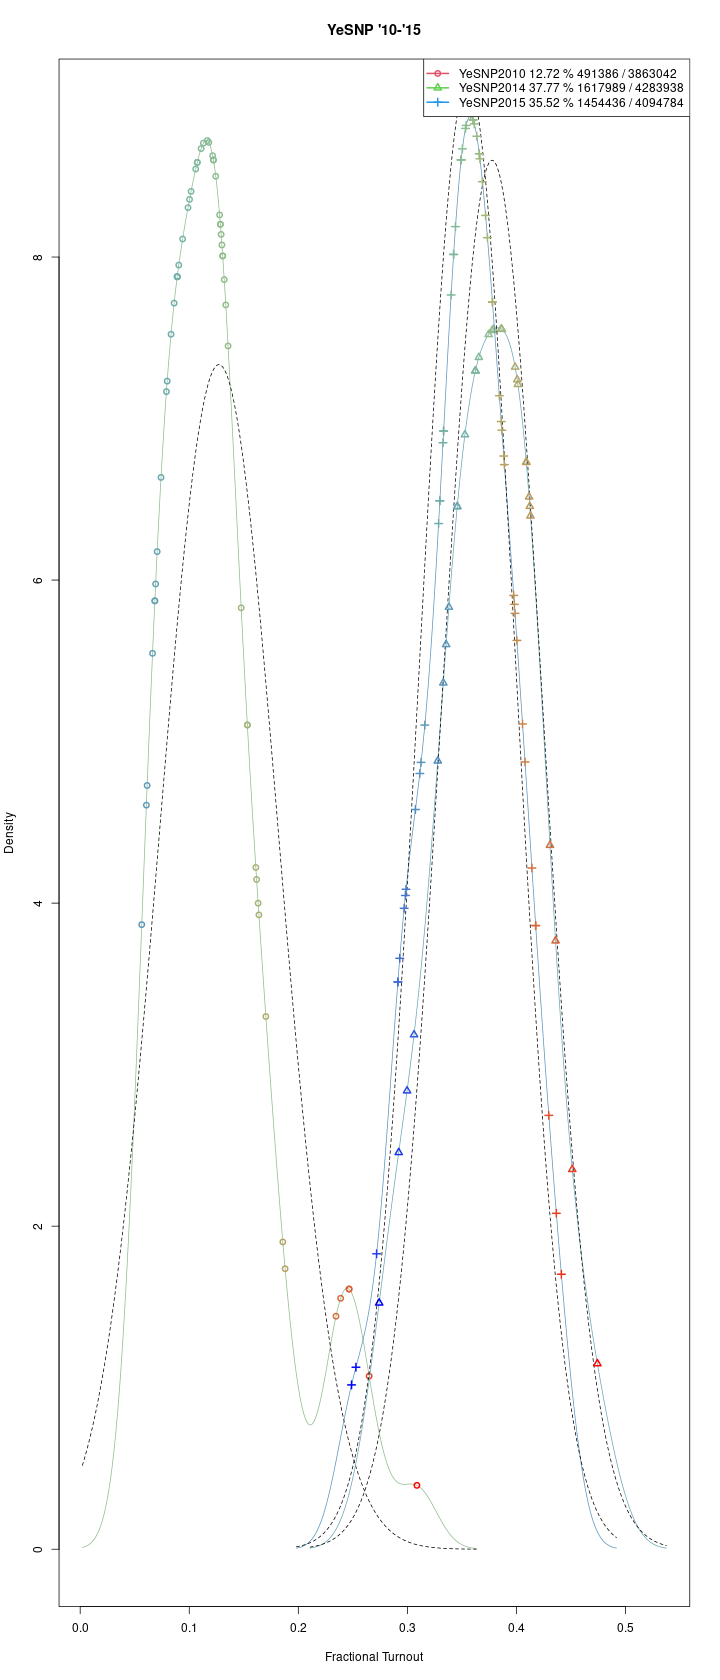 YeSNP '10-'15
YeSNP2010 12.72 % 491386 / 3863042
YeSNP2014 37.77 % 1617989 / 4283938
YeSNP2015 35.52 % 1454436 / 4094784
8
6
4
2
0
Density
0.0 0.1 0.2 0.3 0.4 0.5
Fractional Turnout